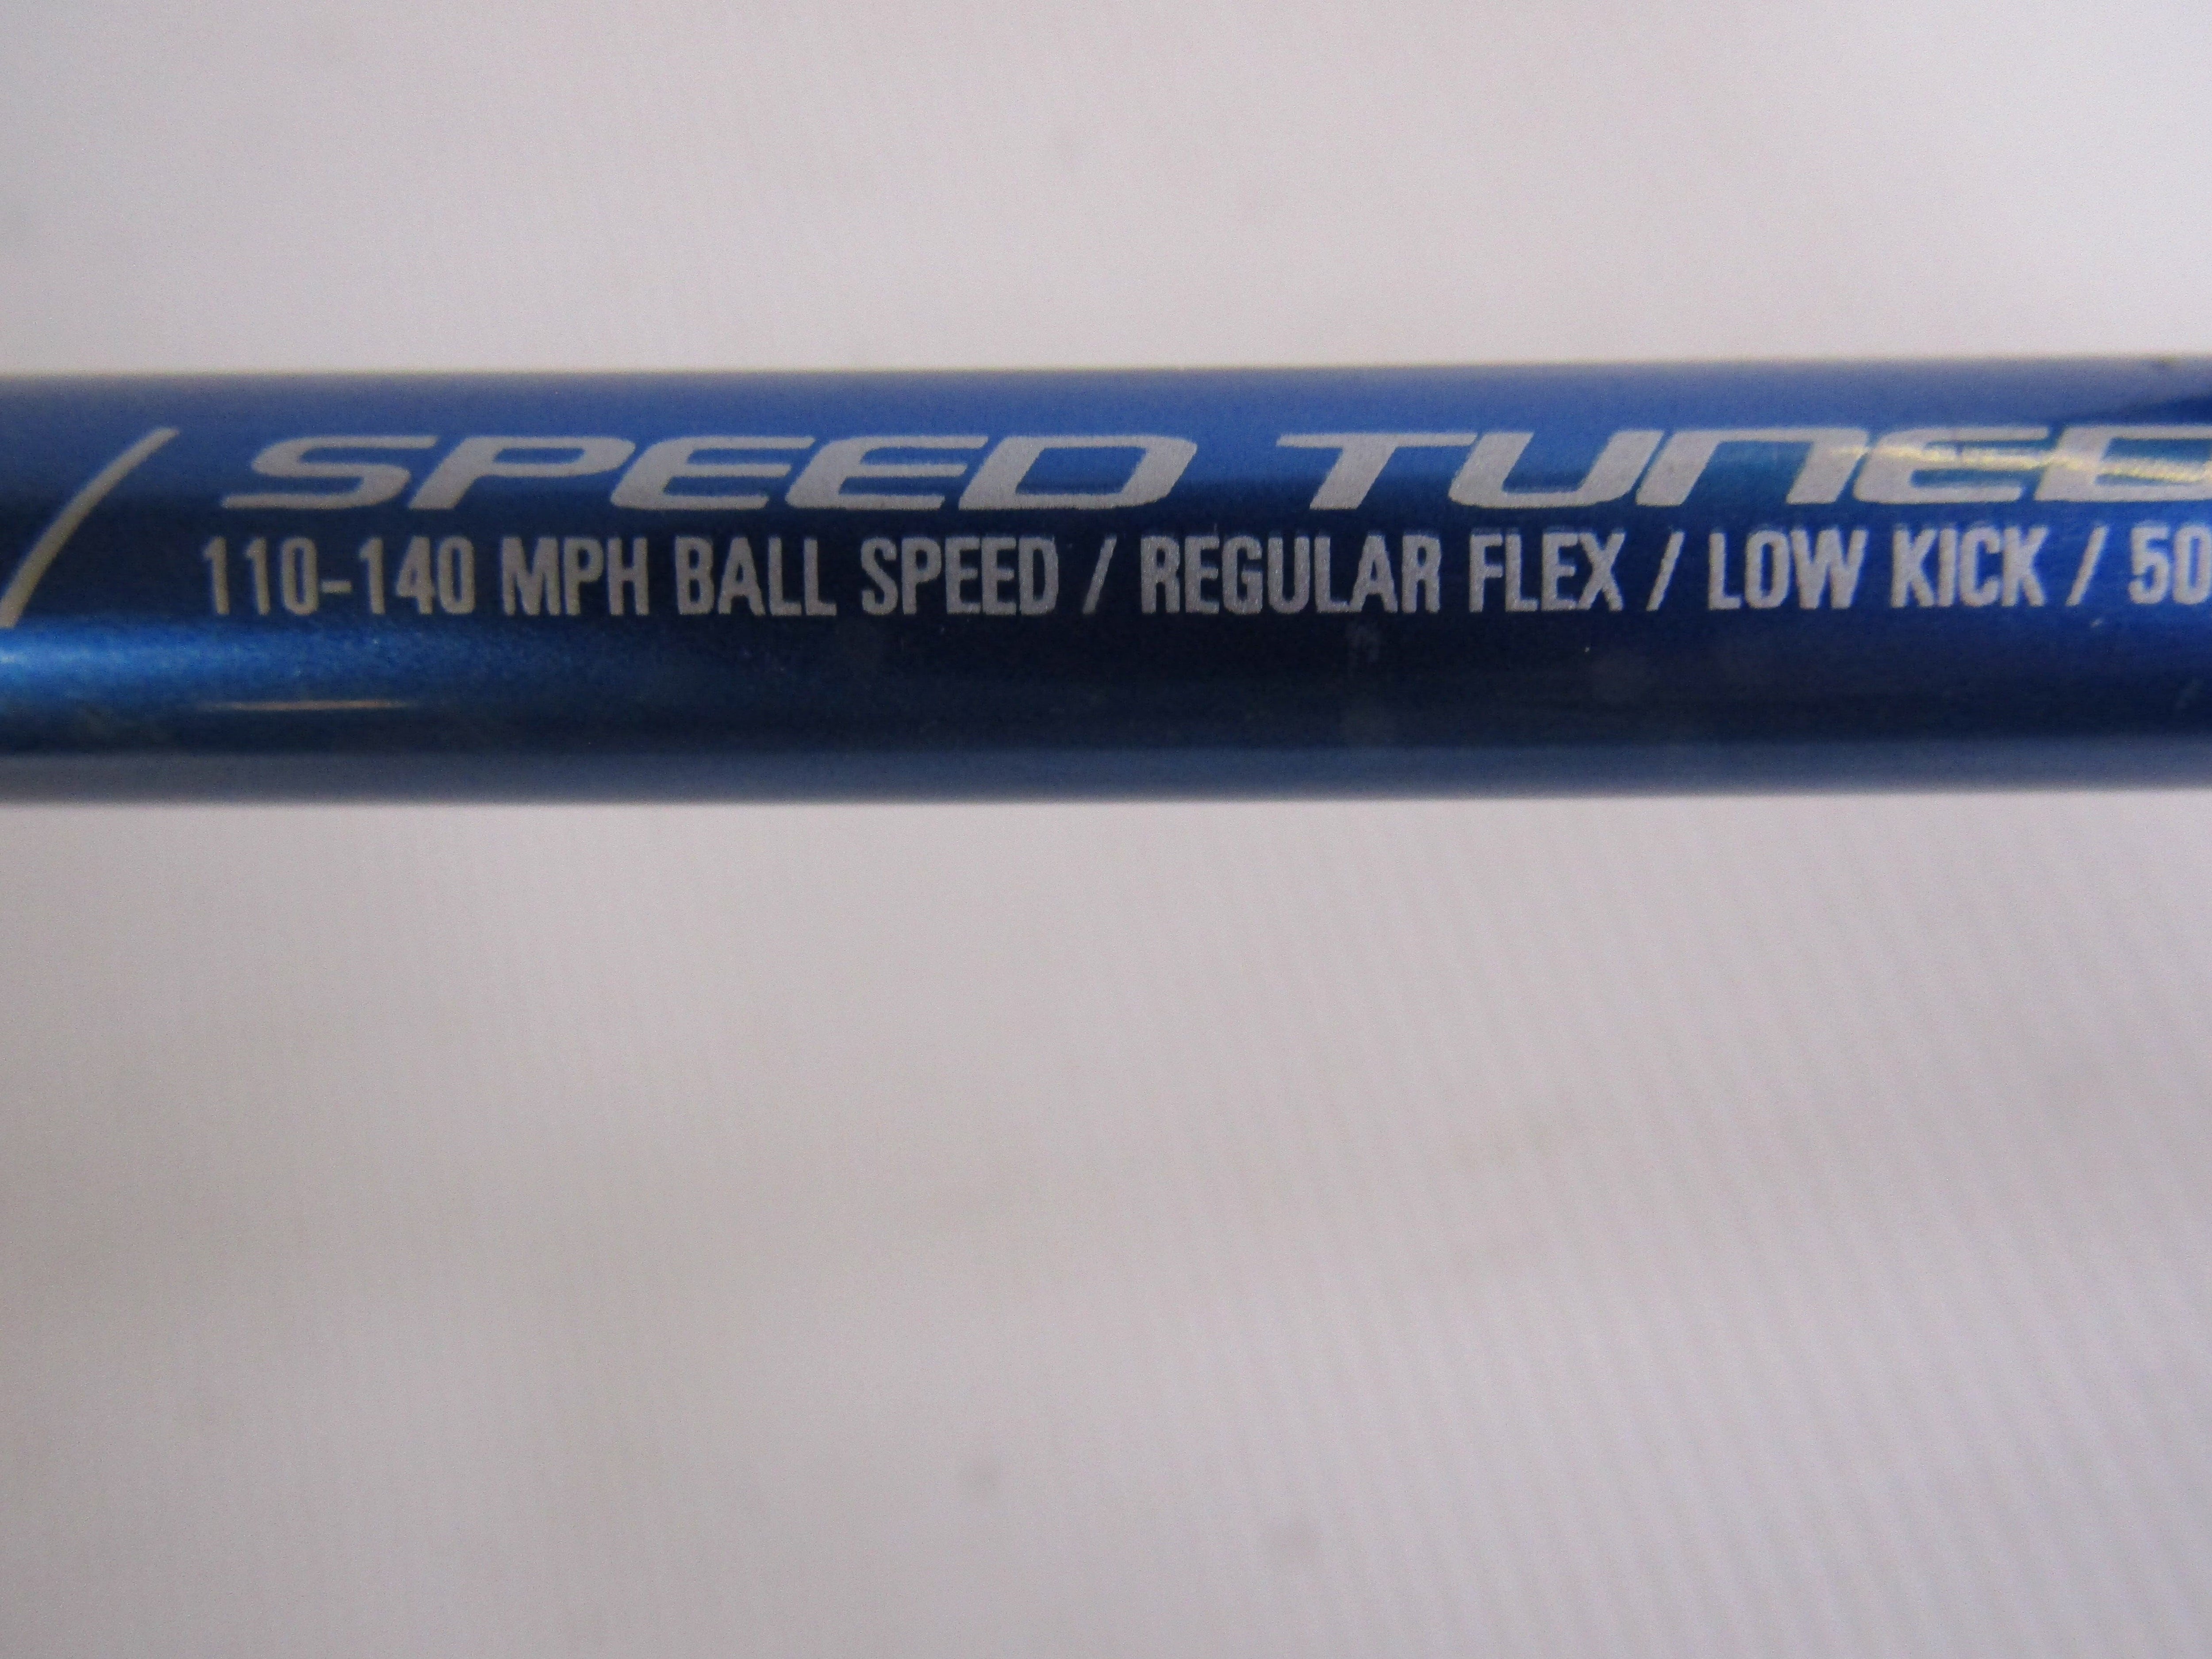 SPEED TUNED
110-140 MPH BALL SPEED / REGULAR FLEX / LOW KICK / 50